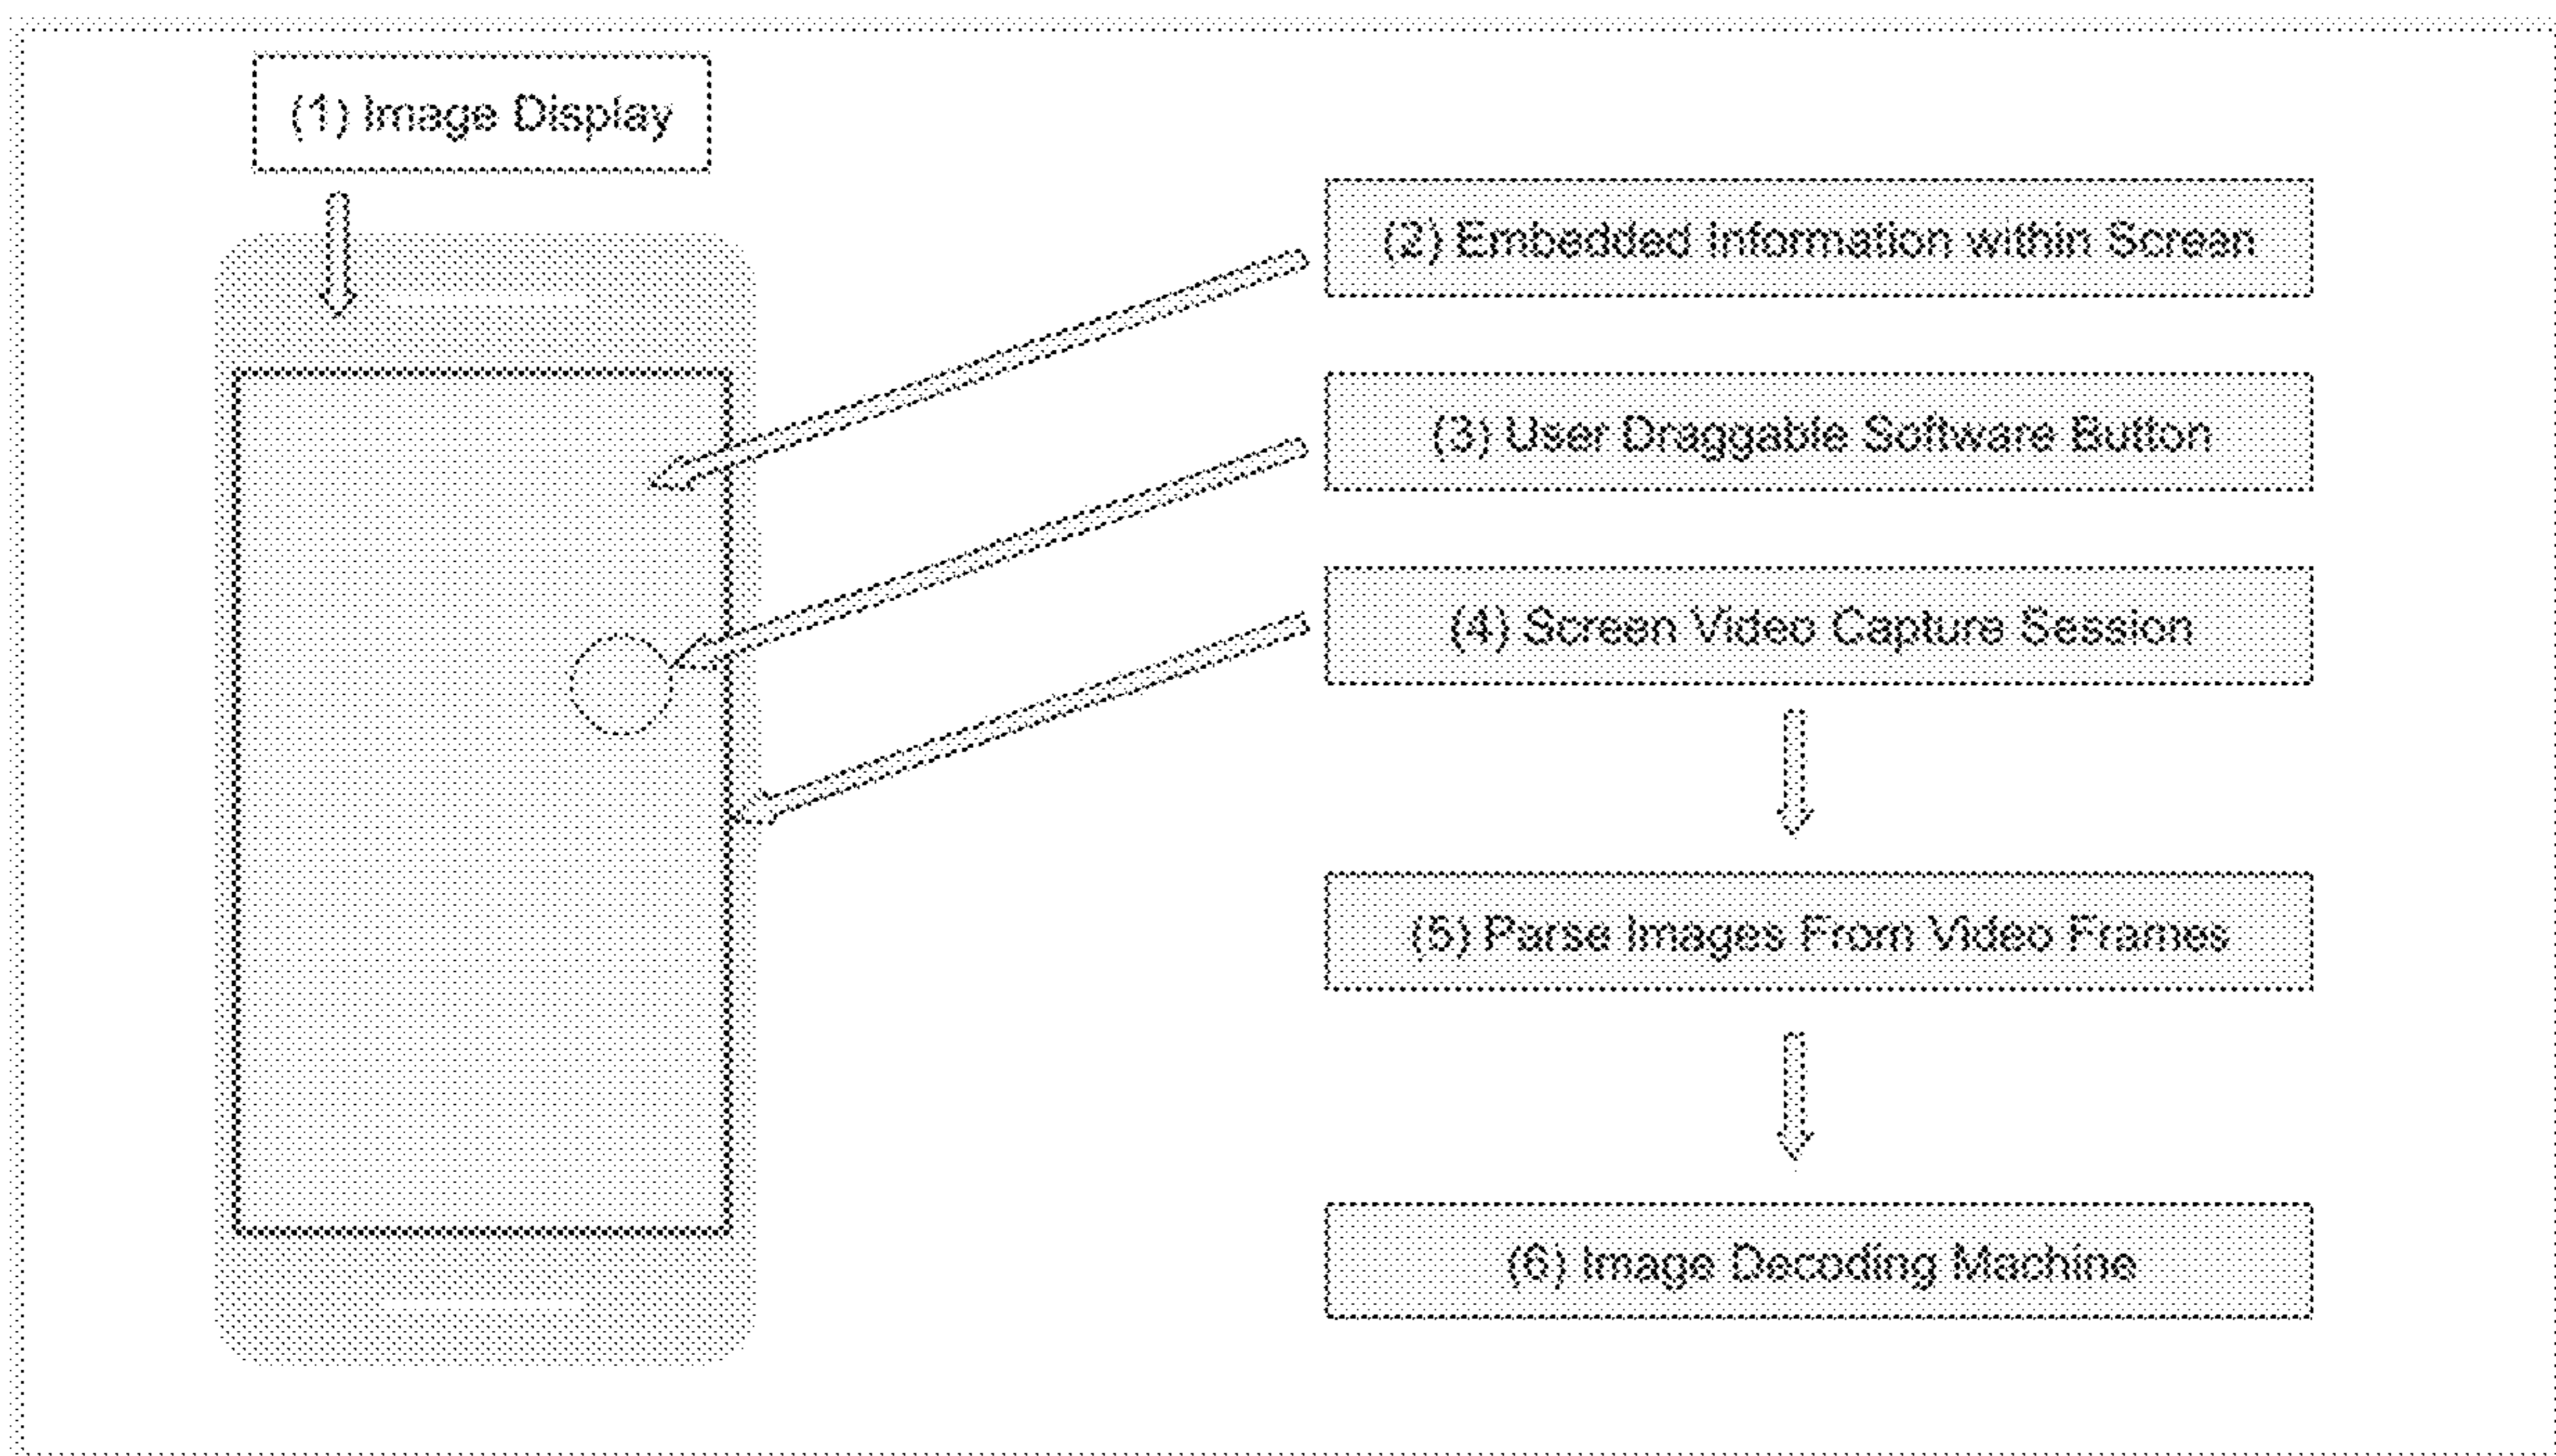 (1) Image Display
(2) Embedded Information within Screen
(3) User Draggable Software Button
(4) Screen Video Capture Session
(5) Parse Images From Video Frames
(6) Image Decoding Machine